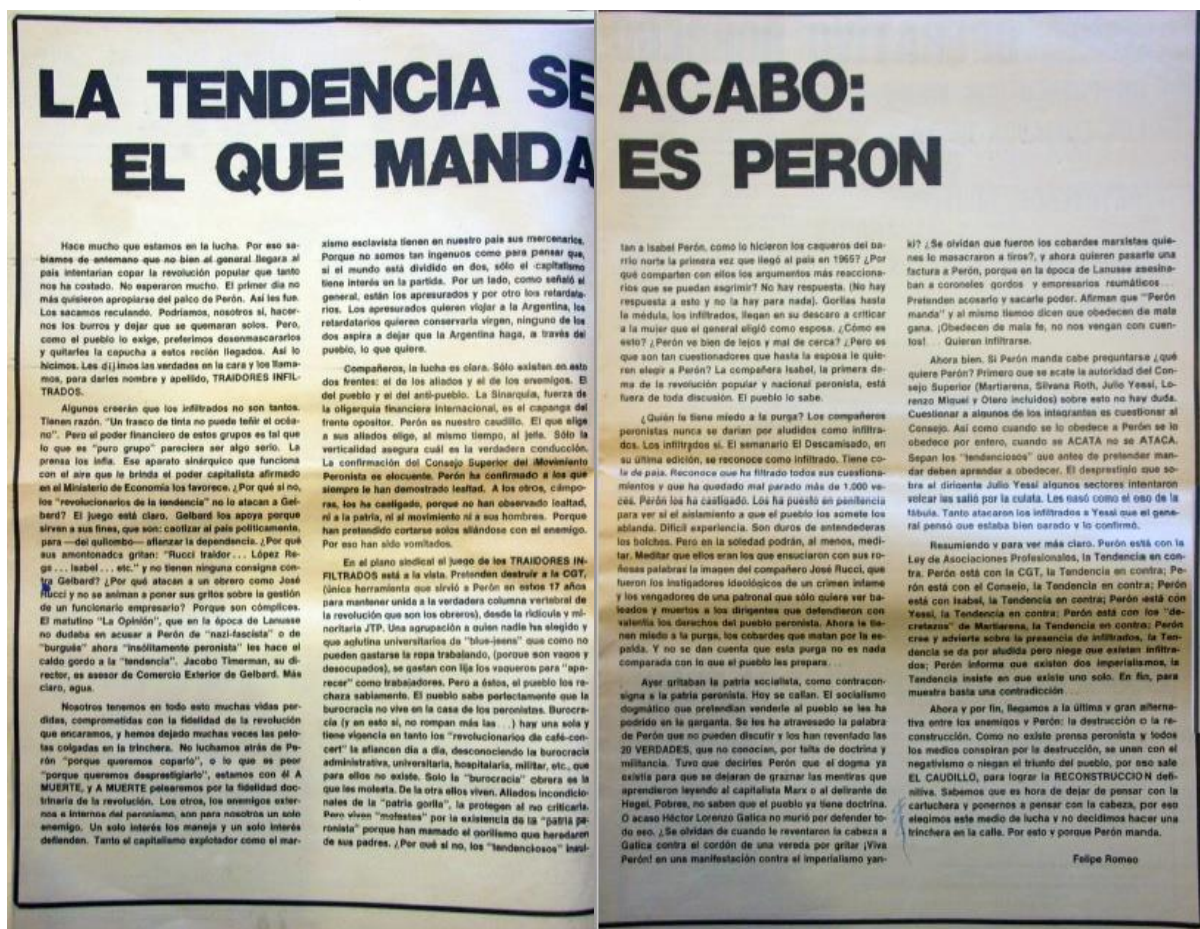 LA TENDENCIA SE ACABO:
EL QUE MANDA ES PERON
Hace mucho que estamos en la lucha. Por eso sa-
bíamos de antemano que no bien el general llegara al
país intentarían copar la revolución popular que tanto
nos ha costado. No esperaron mucho. El primer día no
más quisieron apropiarse del palco de Perón. Así les fue.
Los sacamos reculando. Podríamos, nosotros sí, hacer-
nos los burros y dejar que se quemaran solos. Pero,
como el pueblo lo exige, preferimos desenmascararlos
y quitarles la capucha a estos recién llegados. Así lo
hicimos. Les dijimos las verdades en la cara y los llama-
mos, para darles nombre y apellido, TRAIDORES INFIL-
TRADOS.
Algunos creerán que los infiltrados no son tantos.
Tienen razón. "Un frasco de tinta no puede teñir el océa-
no". Pero el poder financiero de estos grupos es tal que
lo que es "puro grupo" pareciera ser algo serio. La
prensa los infla. Ese aparato sinárquico que funciona
con el aire que le brinda el poder capitalista afirmado
en el Ministerio de Economía los favorece. ¿Por qué si no,
los "revolucionarios de la tendencia" no lo atacan a Gel-
bard? El juego está claro. Gelbard los apoya porque
sirven a sus fines, que son: caotizar al país políticamente,
para —del quilombo— afianzar la dependencia. ¿Por qué
sus amontonados gritan: "Rucci traidor... López Re-
ga... Isabel... etc." y no tienen ninguna consigna con-
tra Gelbard? ¿Por qué atacan a un obrero como José
Rucci y no se animan a poner sus gritos sobre la gestión
de un funcionario empresario? Porque son cómplices.
El matutino "La Opinión", que en la época de Lanusse
no dudaba en acusar a Perón de "nazi-fascista" o de
"burgués" ahora "insólitamente peronista" les hace el
caldo gordo a la "tendencia". Jacobo Timerman, su di-
rector, es asesor de Comercio Exterior de Gelbard. Más
claro, agua.
Nosotros tenemos en todo esto muchas vidas per-
didas, comprometidas con la fidelidad de la revolución
que encaramos, y hemos dejado muchas veces las pelo-
tas colgadas en la trinchera. No luchamos atrás de Pe-
rón "porque queremos coparlo", o lo que es peor
"porque queremos desprestigiarlo", estamos con él A
MUERTE, y A MUERTE pelearemos por la fidelidad doc-
trinaria de la revolución. Los otros, los enemigos exter-
nos e internos del peronismo, son para nosotros un solo
enemigo. Un solo interés los maneja y un solo interés
defienden. Tanto el capitalismo explotador como el mar-
xismo esclavista tienen en nuestro país sus mercenarios.
Porque no somos tan ingenuos como para pensar que,
si el mundo está dividido en dos, sólo el capitalismo
tiene interés en la partida. Por un lado, como señaló el
general, están los apresurados y por otro los retardata-
rios. Los apresurados quieren violar a la Argentina, los
retardatarios quieren conservarla virgen, ninguno de los
dos aspira a dejar que la Argentina haga, a través del
pueblo, lo que quiere.
Compañeros, la lucha es clara. Sólo existen en esto
dos frentes: el de los aliados y el de los enemigos. El
del pueblo y el del anti-pueblo. La Sinarquía, fuerza de
la oligarquía financiera internacional, es el capanga del
frente opositor. Perón es nuestro caudillo. El que elige
a sus aliados elige, al mismo tiempo, al jefe. Sólo la
verticalidad asegura cuál es la verdadera conducción.
La confirmación del Consejo Superior del Movimiento
Peronista es elocuente. Perón ha confirmado a los que
siempre le han demostrado lealtad. A los otros, cámpo-
ras, los ha castigado, porque no han observado lealtad,
ni a la patria, ni al movimiento ni a sus hombres. Porque
han pretendido cortarse solos aliándose con el enemigo.
Por eso han sido vomitados.
En el plano sindical el juego de los TRAIDORES IN-
FILTRADOS está a la vista. Pretenden destruir a la CGT,
(única herramienta que sirvió a Perón en estos 17 años
para mantener unida a la verdadera columna vertebral de
la revolución que son los obreros), desde la ridícula y mi-
noritaria JTP. Una agrupación a quien nadie ha elegido y
que aglutina universitarios de "blue-jeans" que como no
pueden gastarse la ropa trabajando, (porque son vagos y
desocupados), se gastan con lija los vaqueros para "apa-
recer" como trabajadores. Pero a éstos, el pueblo los re-
chaza sabiamente. El pueblo sabe perfectamente que la
burocracia no vive en la casa de los peronistas. Burocra-
cia (y en esto sí, no rompan más las...) hay una sola y
tiene vigencia en tanto los "revolucionarios de café-con-
cert" la afiancen día a día, desconociendo la burocracia
administrativa, universitaria, hospitalaria, militar, etc., que
para ellos no existe. Solo la "burocracia" obrera es la
que les molesta. De la otra ellos viven. Aliados incondicio-
nales de la "patria gorila", la protegen al no criticarla.
Pero viven "molestos" por la existencia de la "patria pe-
ronista" porque han mamado el gorilismo que heredaron
de sus padres. ¿Por qué si no, los "tendenciosos" insul-
tan a Isabel Perón, como lo hicieron los caqueros del ba-
rrio norte la primera vez que llegó al país en 1965? ¿Por
qué comparten con ellos los argumentos más reacciona-
rios que se puedan esgrimir? No hay respuesta. (No hay
respuesta a esto y no la hay para nada). Gorilas hasta
la médula, los infiltrados, llegan en su descaro a criticar
a la mujer que el general eligió como esposa. ¿Cómo es
esto? ¿Perón ve bien de lejos y mal de cerca? ¿Pero es
que son tan cuestionadores que hasta la esposa le quie-
ren elegir a Perón? La compañera Isabel, la primera da-
ma de la revolución popular y nacional peronista, está
fuera de toda discusión. El pueblo lo sabe.
¿Quién le tiene miedo a la purga? Los compañeros
peronistas nunca se darían por aludidos como infiltra-
dos. Los infiltrados sí. El semanario El Descamisado, en
su última edición, se reconoce como infiltrado. Tiene co-
la de paja. Reconoce que ha filtrado todos sus cuestiona-
mientos y que ha quedado mal parado más de 1.000 ve-
ces. Perón los ha castigado. Los ha puesto en penitencia
para ver si el aislamiento a que el pueblo los somete los
ablanda. Difícil experiencia. Son duros de entendederas
los bolches. Pero en la soledad podrán, al menos, medi-
tar. Meditar que ellos eran los que ensuciaron con sus ro-
ñosas palabras la imagen del compañero José Rucci, que
fueron los instigadores ideológicos de un crimen infame
y los vengadores de una patronal que sólo quiere ver ba-
leados y muertos a los dirigentes que defendieron con
valentía los derechos del pueblo peronista. Ahora le tie-
nen miedo a la purga, los cobardes que matan por la es-
palda. Y no se dan cuenta que esta purga no es nada
comparada con lo que el pueblo les prepara...
Ayer gritaban la patria socialista, como contracon-
signa a la patria peronista. Hoy se callan. El socialismo
dogmático que pretendían venderle al pueblo se les ha
podrido en la garganta. Se les ha atravesado la palabra
de Perón que no pueden discutir y los han reventado las
20 VERDADES, que no conocían, por falta de doctrina y
militancia. Tuvo que decirles Perón que el dogma ya
existía para que se dejaran de graznar las mentiras que
aprendieron leyendo al capitalista Marx o al delirante de
Hegel. Pobres, no saben que el pueblo ya tiene doctrina.
O acaso Héctor Lorenzo Gatica no murió por defender to-
do eso. ¿Se olvidan de cuando le reventaron la cabeza a
Gatica contra el cordón de una vereda por gritar ¡Viva
Perón! en una manifestación contra el imperialismo yan-
ki? ¿Se olvidan que fueron los cobardes marxistas quie-
nes lo masacraron a tiros?, y ahora quieren pasarle una
factura a Perón, porque en la época de Lanusse asesina-
ban a coroneles gordos y empresarios reumáticos...
Pretenden acosarlo y sacarle poder. Afirman que "Perón
manda" y al mismo tiempo dicen que obedecen de mala
gana. ¡Obedecen de mala fe, no nos vengan con cuen-
tos!... Quieren infiltrarse.
Ahora bien. Si Perón manda cabe preguntarse ¿qué
quiere Perón? Primero que se acate la autoridad del Con-
sejo Superior (Martiarena, Silvana Roth, Julio Yessi, Lo-
renzo Miguel y Otero incluidos) sobre esto no hay duda.
Cuestionar a algunos de los integrantes es cuestionar al
Consejo. Así como cuando se lo obedece a Perón se lo
obedece por entero, cuando se ACATA no se ATACA.
Sepan los "tendenciosos" que antes de pretender man-
dar deben aprender a obedecer. El desprestigio que so-
bre el dirigente Julio Yessi algunos sectores intentaron
volcar les salió por la culata. Les pasó como el oso de la
fábula. Tanto atacaron los infiltrados a Yessi que el gene-
ral pensó que estaba bien parado y lo confirmó.
Resumiendo y para ver más claro. Perón está con la
Ley de Asociaciones Profesionales, la Tendencia en con-
tra. Perón está con la CGT, la Tendencia en contra; Pe-
rón está con el Consejo, la Tendencia en contra; Perón
está con Isabel, la Tendencia en contra; Perón está con
Yessi, la Tendencia en contra; Perón está con los "de-
cretazos" de Martiarena, la Tendencia en contra; Perón
cree y advierte sobre la presencia de infiltrados, la Ten-
dencia se da por aludida pero niega que existen infiltra-
dos; Perón informa que existen dos imperialismos, la
Tendencia insiste en que existe uno solo. En fin, para
muestra basta una contradicción...
Ahora y por fin, llegamos a la última y gran alterna-
tiva entre los enemigos y Perón: la destrucción o la re-
construcción. Como no existe prensa peronista y todos
los medios conspiran por la destrucción, se unen con el
negativismo o niegan el triunfo del pueblo, por eso sale
EL CAUDILLO, para lograr la RECONSTRUCCION defi-
nitiva. Sabemos que es hora de dejar de pensar con la
cartuchera y ponernos a pensar con la cabeza, por eso
elegimos este medio de lucha y no decidimos hacer una
trinchera en la calle. Por esto y porque Perón manda.
Felipe Romeo